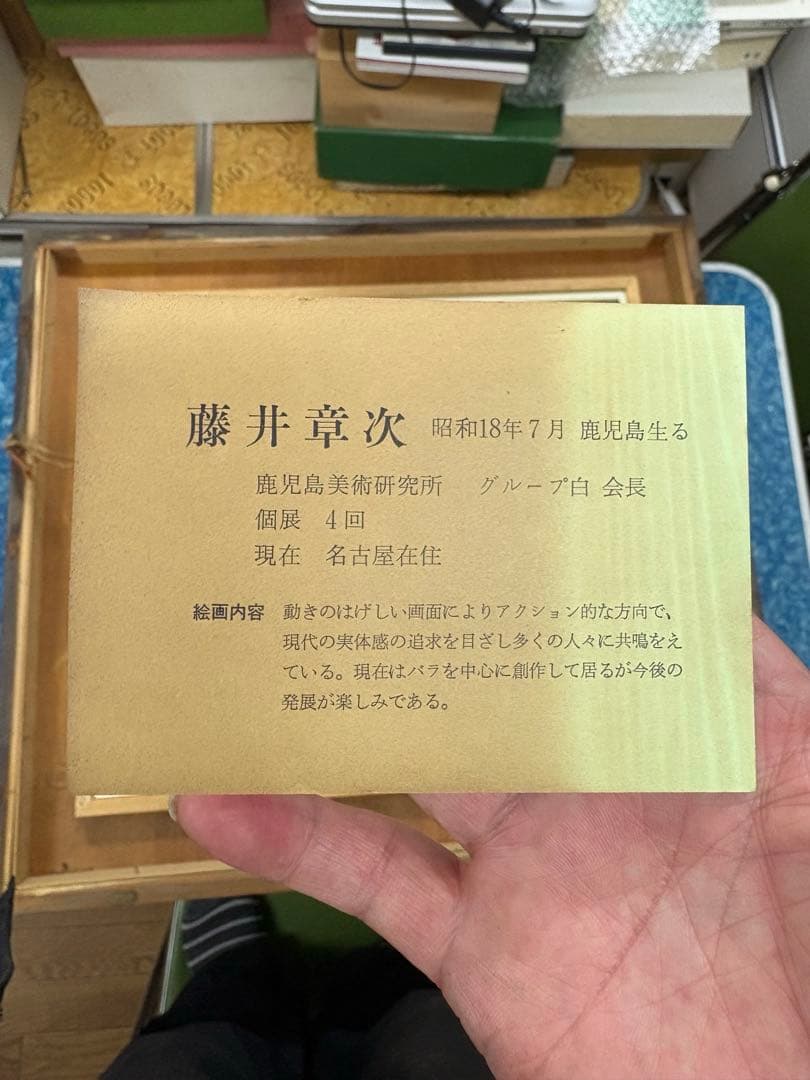 藤井章次 昭和18年7月 鹿児島生る
鹿児島美術研究所 グループ白 会長
個展 4回
現在 名古屋在住
絵画内容 動きのはげしい画面によりアクション的な方向で、
現代の実体感の追求を目ざし多くの人々に共鳴をえ
ている。現在はバラを中心に創作して居るが今後の
発展が楽しみである。